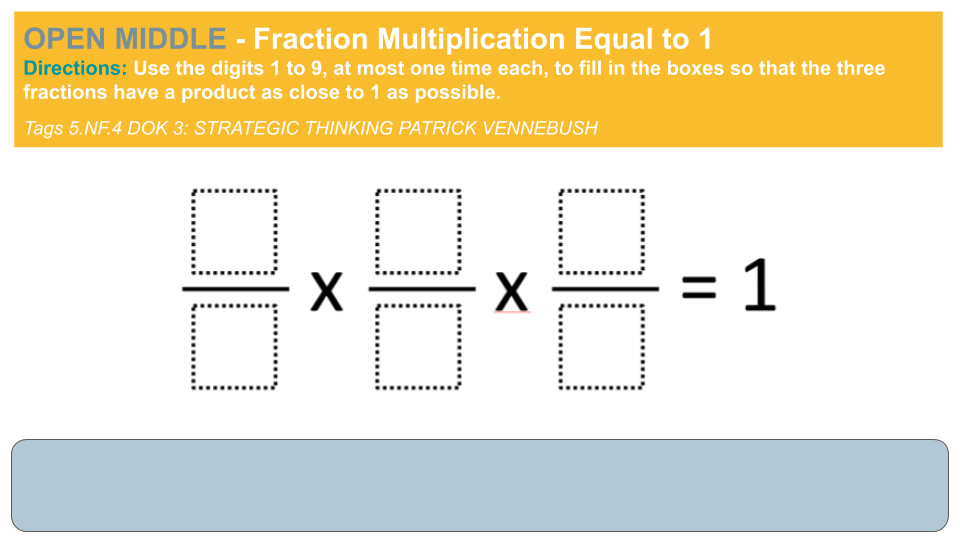 OPEN MIDDLE - Fraction Multiplication Equal to 1
Directions: Use the digits 1 to 9, at most one time each, to fill in the boxes so that the three
fractions have a product as close to 1 as possible.
Tags 5.NF.4 DOK 3: STRATEGIC THINKING PATRICK VENNEBUSH
x x = 1